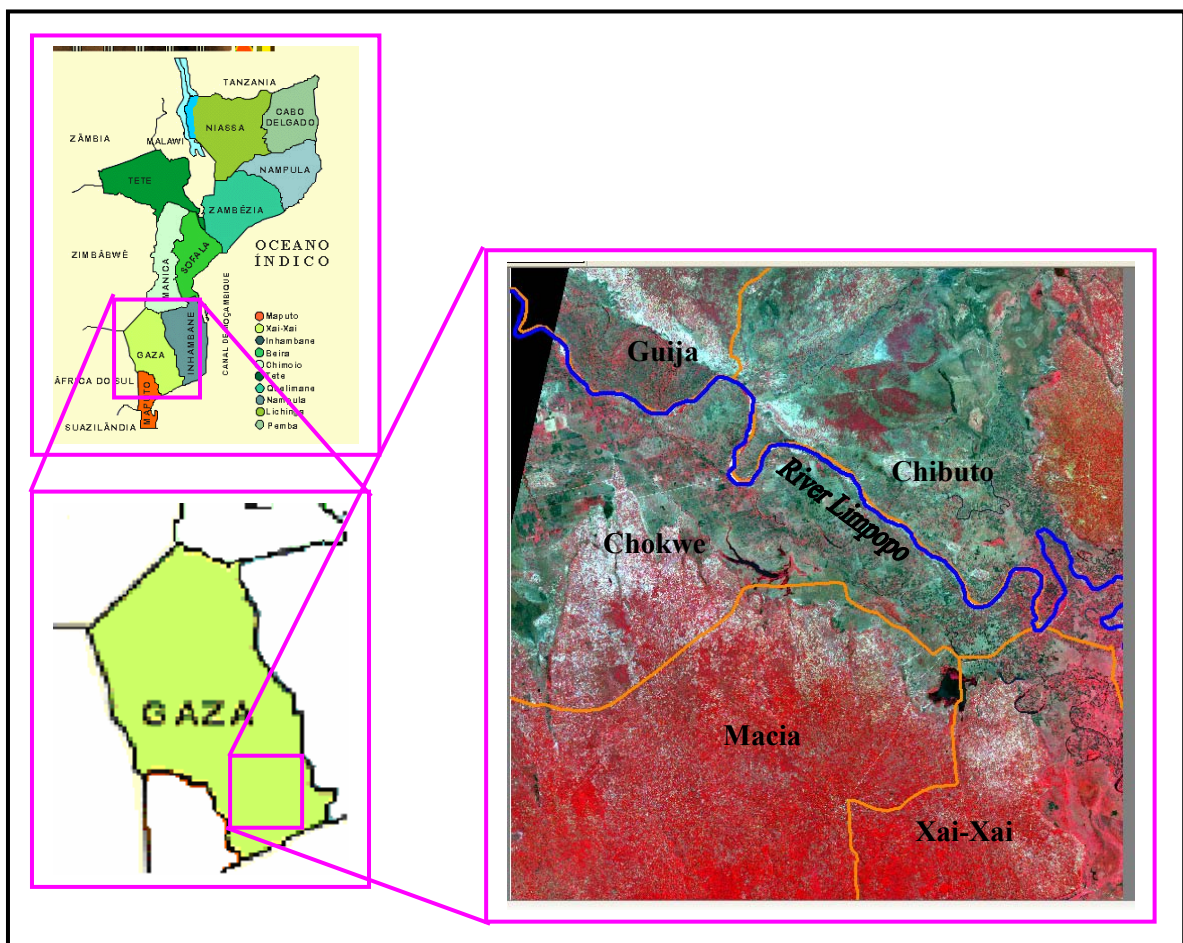 TANZANIA
CABO
DELGADO
NIASSA
ZÂMBIA
MALAWI
NAMPULA
TETE
ZAMBÉZIA
OCEANO
ÍNDICO
ZIMBÂBWÊ
SOFALA
MANICA
CANAL DE MOÇAMBIQUE
INHAMBANE
GAZA
ÁFRICA DO SUL
MAPUTO
SUAZILÂNDIA
Maputo
Xai-Xai
Inhambane
Beira
Chimoio
Tete
Quelimane
Nampula
Lichinga
Pemba
GAZA
Guija
Chibuto
River Limpopo
Chokwe
Macia
Xai-Xai